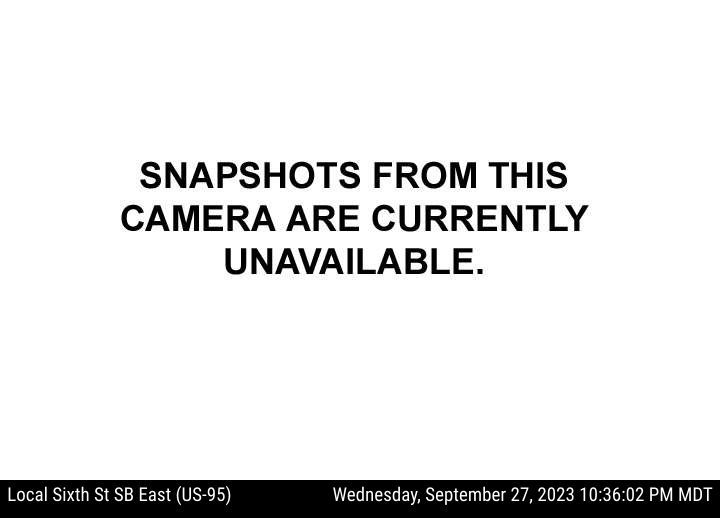 SNAPSHOTS FROM THIS
CAMERA ARE CURRENTLY
UNAVAILABLE.
Local Sixth St SB East (US-95) Wednesday, September 27, 2023 10:36:02 PM MDT